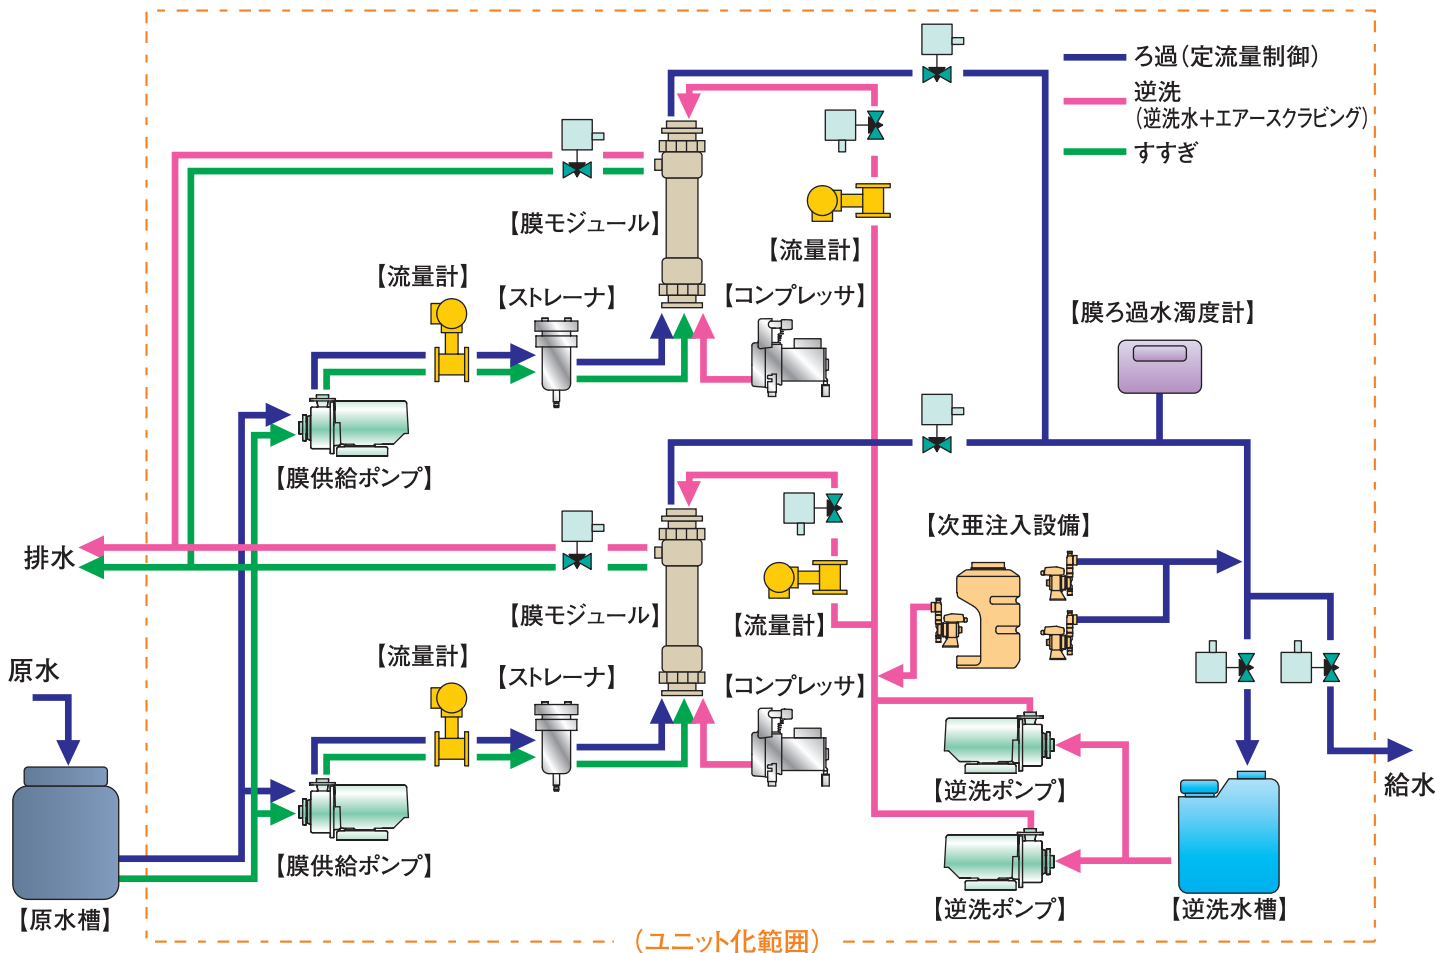 ろ過（定流量制御）
逆洗
（逆洗水＋エアースクラビング）
すすぎ
【膜モジュール】
【流量計】
【流量計】
【ストレーナ】
【コンプレッサ】
【膜ろ過水濁度計】
【膜供給ポンプ】
【次亜注入設備】
排水
【膜モジュール】
【流量計】
原水
【流量計】
【ストレーナ】
【コンプレッサ】
【逆洗ポンプ】
給水
【膜供給ポンプ】
【原水槽】
【逆洗ポンプ】
【逆洗水槽】
（ユニット化範囲）